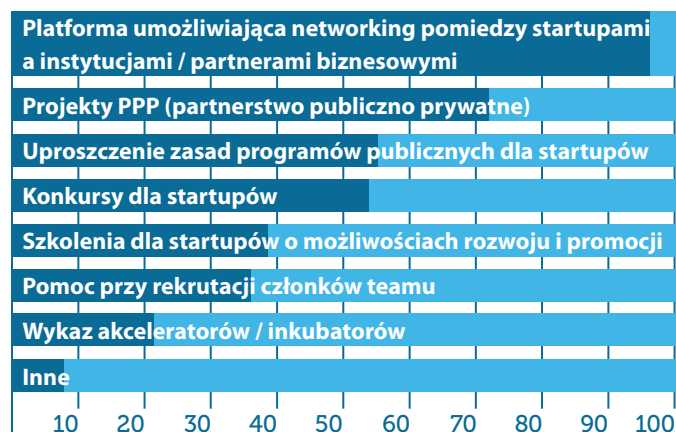 Platforma umożliwiająca networking pomiedzy startupami
a instytucjami / partnerami biznesowymi
Projekty PPP (partnerstwo publiczno prywatne)
Uproszczenie zasad programów publicznych dla startupów
Konkursy dla startupów
Szkolenia dla startupów o możliwościach rozwoju i promocji
Pomoc przy rekrutacji członków teamu
Wykaz akceleratorów / inkubatorów
Inne
10 20 30 40 50 60 70 80 90 100